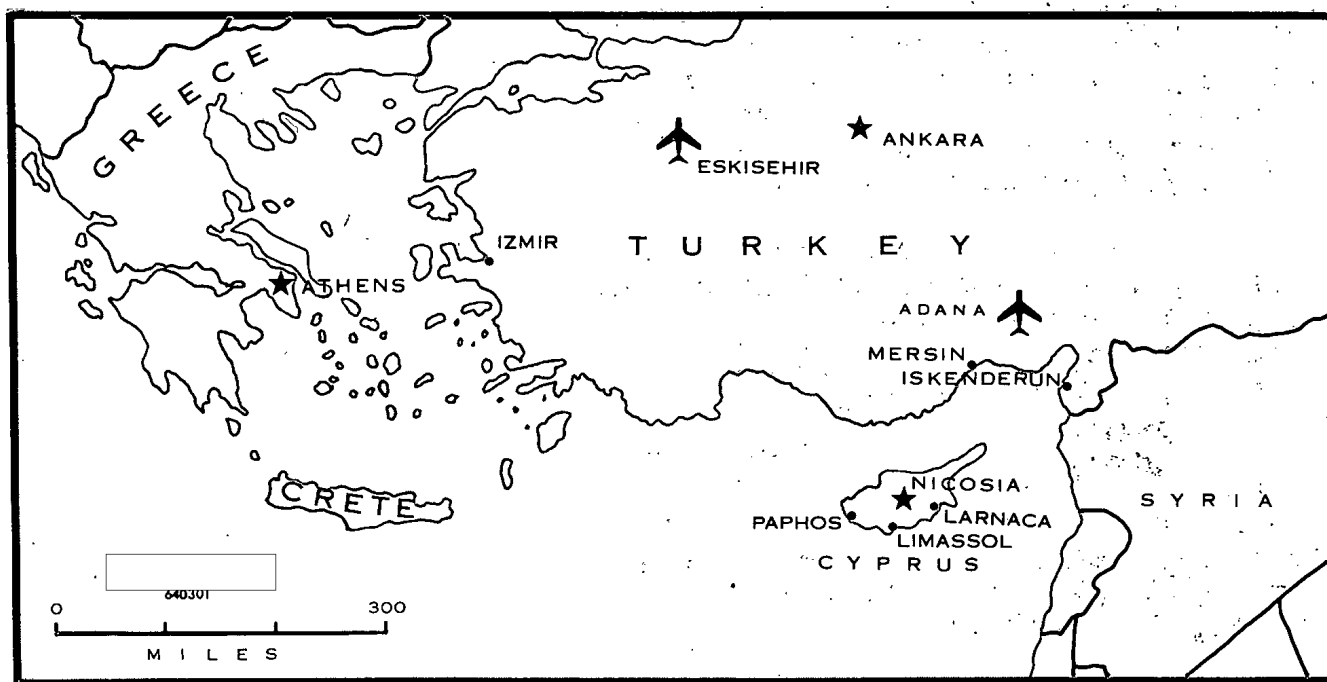 GREECE
ANKARA
ESKISEHIR
IZMIR
TURKEY
ATHENS
ADANA
MERSIN
ISKENDERUN
CRETE
NICOSIA
SYRIA
PAPHOS
LARNACA
LIMASSOL
CYPRUS
640301
0 300
MILES